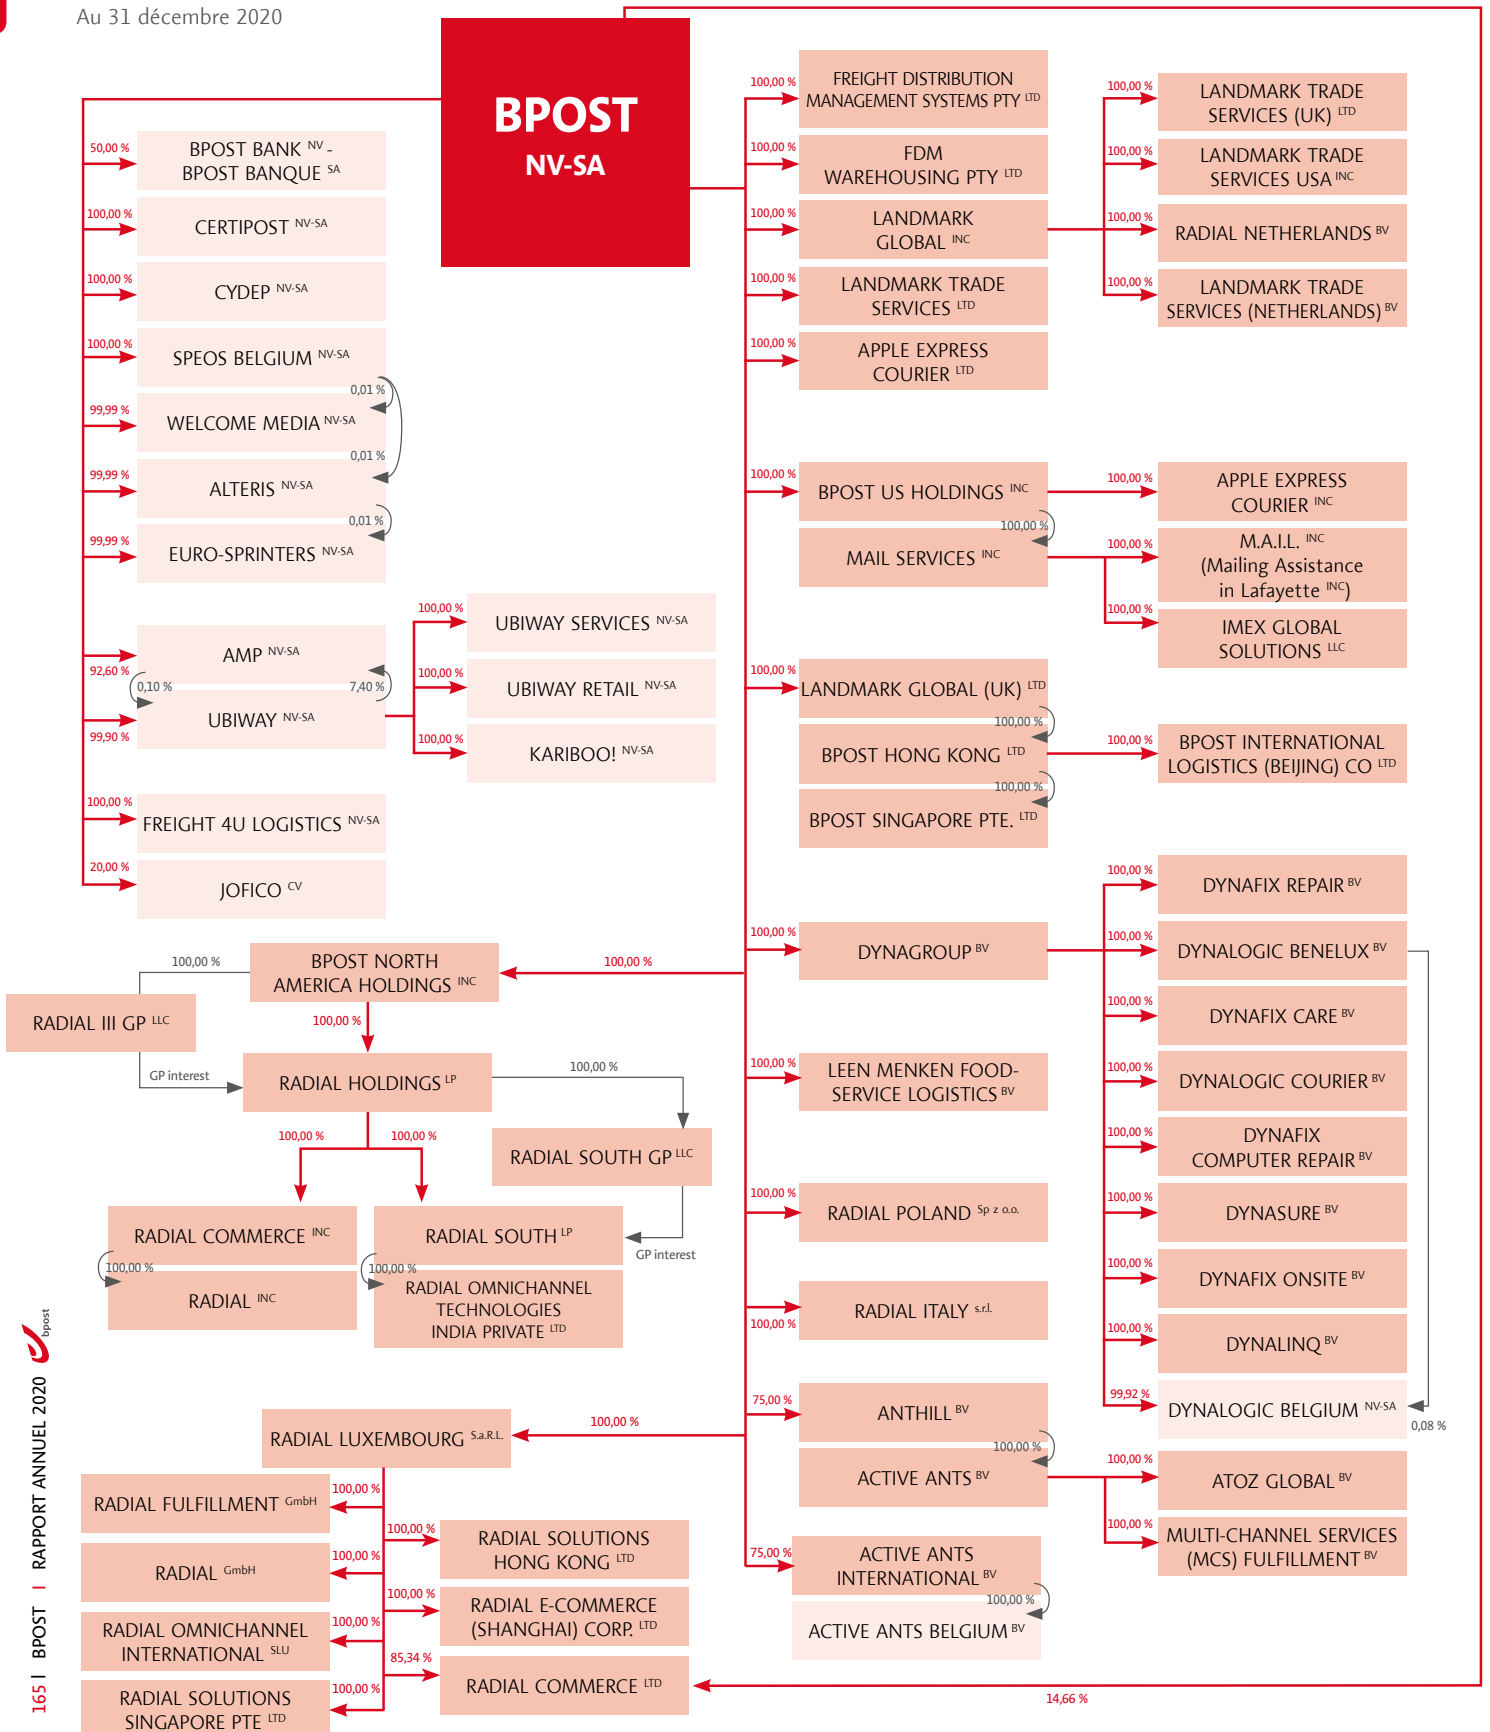 Au 31 décembre 2020
BPOST
NV-SA
50,00 %
BPOST BANK NV -
BPOST BANQUE SA
100,00 %
CERTIPOST NV-SA
100,00 %
CYDEP NV-SA
100,00 %
SPEOS BELGIUM NV-SA
0,01 %
99,99 %
WELCOME MEDIA NV-SA
0,01 %
99,99 %
ALTERIS NV-SA
0,01 %
99,99 %
EURO-SPRINTERS NV-SA
AMP NV-SA
92,60 %
0,10 %
7,40 %
UBIWAY NV-SA
99,90 %
100,00 %
UBIWAY SERVICES NV-SA
100,00 %
UBIWAY RETAIL NV-SA
100,00 %
KARIBOO! NV-SA
100,00 %
FREIGHT 4U LOGISTICS NV-SA
20,00 %
JOFICO CV
100,00 %
FREIGHT DISTRIBUTION
MANAGEMENT SYSTEMS PTY LTD
100,00 %
FDM
WAREHOUSING PTY LTD
100,00 %
LANDMARK
GLOBAL INC
100,00 %
LANDMARK TRADE
SERVICES LTD
100,00 %
APPLE EXPRESS
COURIER LTD
100,00 %
LANDMARK TRADE
SERVICES (UK) LTD
100,00 %
LANDMARK TRADE
SERVICES USA INC
100,00 %
RADIAL NETHERLANDS BV
100,00 %
LANDMARK TRADE
SERVICES (NETHERLANDS) BV
100,00 %
BPOST US HOLDINGS INC
100,00 %
MAIL SERVICES INC
100,00 %
APPLE EXPRESS
COURIER INC
100,00 %
M.A.I.L. INC
(Mailing Assistance
in Lafayette INC)
100,00 %
IMEX GLOBAL
SOLUTIONS LLC
100,00 %
LANDMARK GLOBAL (UK) LTD
100,00 %
BPOST HONG KONG LTD
100,00 %
BPOST SINGAPORE PTE. LTD
100,00 %
BPOST INTERNATIONAL
LOGISTICS (BEIJING) CO LTD
100,00 %
DYNAGROUP BV
100,00 %
DYNAFIX REPAIR BV
100,00 %
DYNALOGIC BENELUX BV
100,00 %
DYNAFIX CARE BV
100,00 %
DYNALOGIC COURIER BV
100,00 %
DYNAFIX
COMPUTER REPAIR BV
100,00 %
DYNASURE BV
100,00 %
DYNAFIX ONSITE BV
100,00 %
DYNALINQ BV
99,92 %
DYNALOGIC BELGIUM NV-SA
0,08 %
100,00 %
LEEN MENKEN FOOD-
SERVICE LOGISTICS BV
100,00 %
RADIAL POLAND Sp z o.o.
RADIAL ITALY s.r.l.
100,00 %
75,00 %
ANTHILL BV
100,00 %
ACTIVE ANTS BV
100,00 %
ATOZ GLOBAL BV
100,00 %
MULTI-CHANNEL SERVICES
(MCS) FULFILLMENT BV
75,00 %
ACTIVE ANTS
INTERNATIONAL BV
100,00 %
ACTIVE ANTS BELGIUM BV
100,00 %
BPOST NORTH
AMERICA HOLDINGS INC
100,00 %
RADIAL III GP LLC
100,00 %
GP interest
RADIAL HOLDINGS LP
100,00 %
RADIAL SOUTH GP LLC
100,00 %
100,00 %
RADIAL COMMERCE INC
100,00 %
RADIAL INC
RADIAL SOUTH LP
GP interest
100,00 %
RADIAL OMNICHANNEL
TECHNOLOGIES
INDIA PRIVATE LTD
100,00 %
RADIAL LUXEMBOURG S.a.R.L.
100,00 %
RADIAL FULFILLMENT GmbH
100,00 %
RADIAL SOLUTIONS
HONG KONG LTD
100,00 %
RADIAL GmbH
100,00 %
RADIAL E-COMMERCE
(SHANGHAI) CORP. LTD
100,00 %
RADIAL OMNICHANNEL
INTERNATIONAL SLU
85,34 %
RADIAL COMMERCE LTD
14,66 %
100,00 %
RADIAL SOLUTIONS
SINGAPORE PTE LTD
165 I BPOST I RAPPORT ANNUEL 2020
bpost